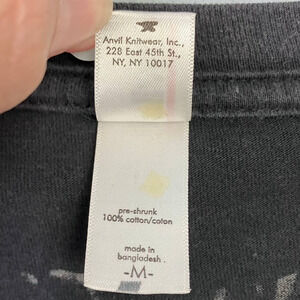 Anvil Knitwear, Inc.,
228 East 45th St.,
NY, NY 10017
pre-shrunk
100% cotton/coton
made in
bangladesh.
-M-